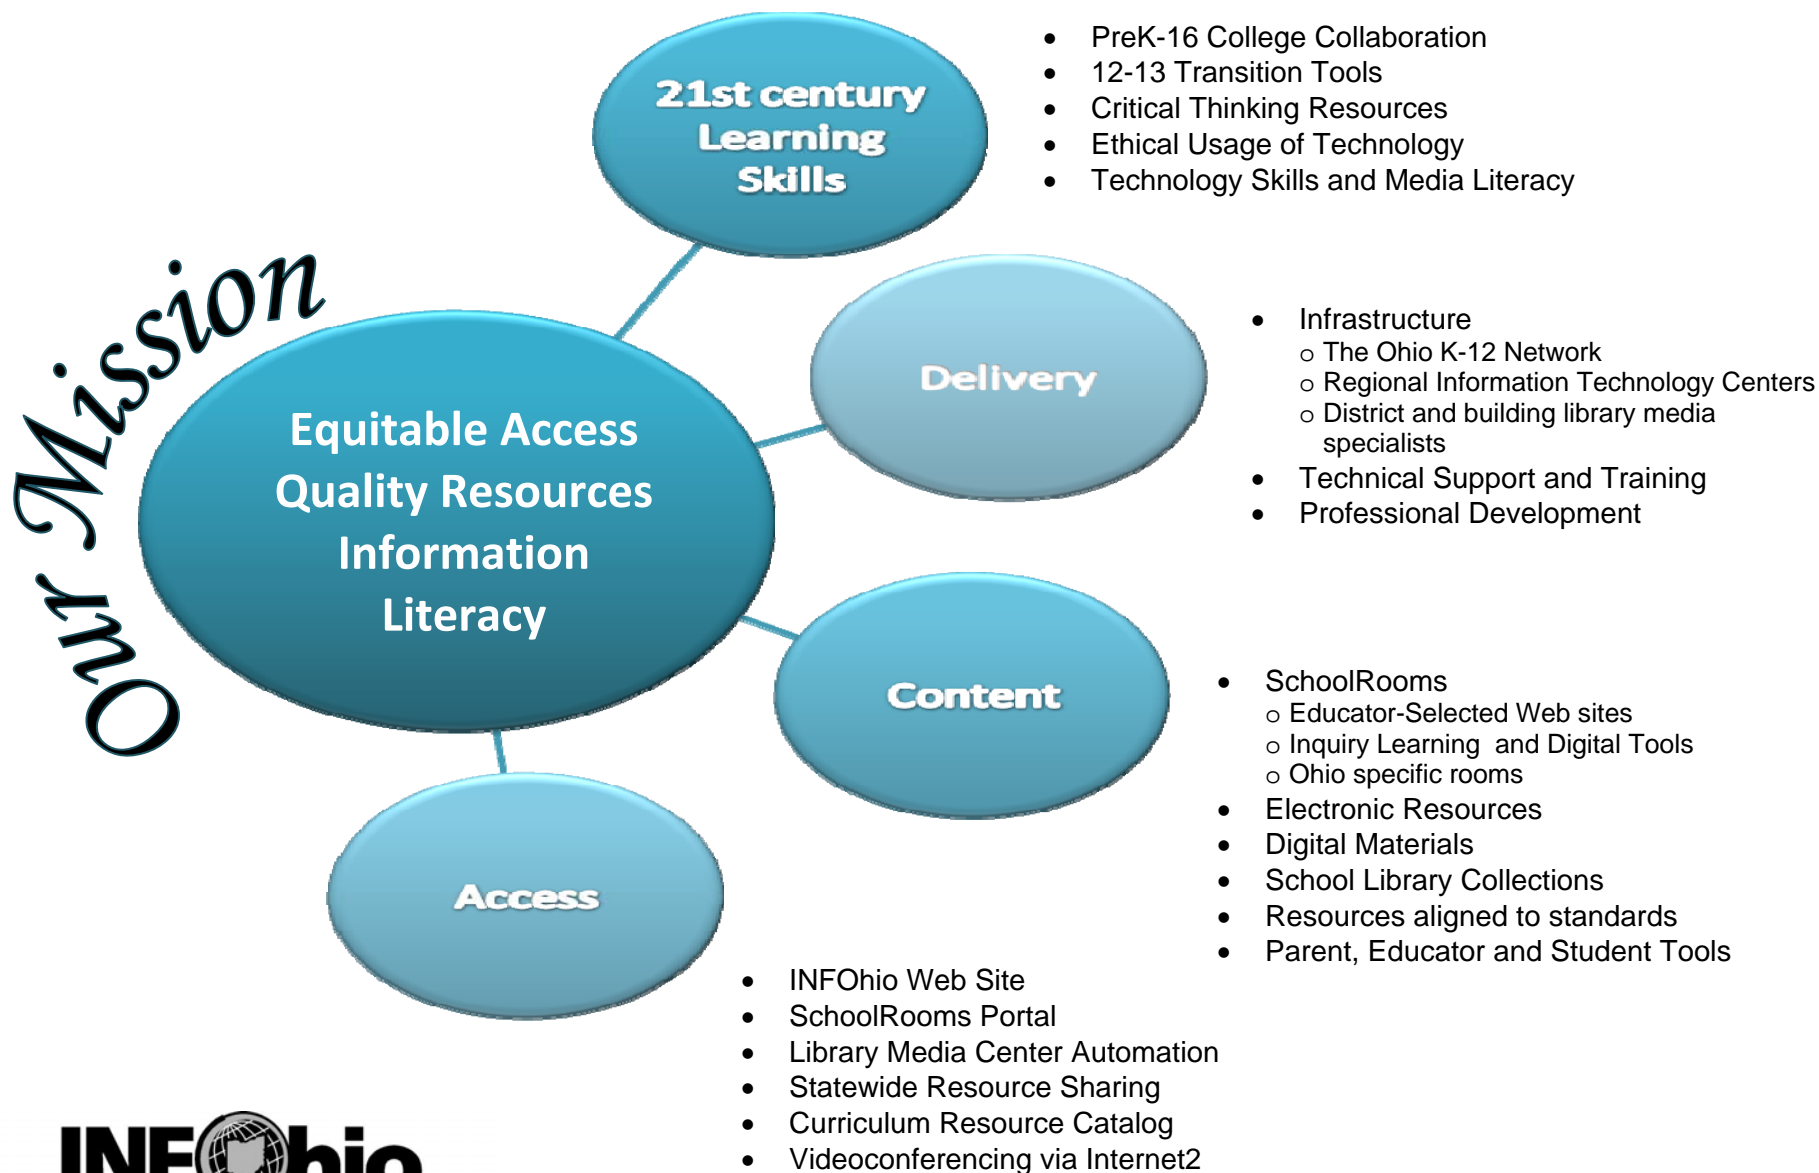 Our Mission
Equitable Access
Quality Resources
Information
Literacy
21st century
Learning
Skills
• PreK-16 College Collaboration
• 12-13 Transition Tools
• Critical Thinking Resources
• Ethical Usage of Technology
• Technology Skills and Media Literacy
Delivery
• Infrastructure
o The Ohio K-12 Network
o Regional Information Technology Centers
o District and building library media
specialists
• Technical Support and Training
• Professional Development
Content
• SchoolRooms
o Educator-Selected Web sites
o Inquiry Learning and Digital Tools
o Ohio specific rooms
• Electronic Resources
• Digital Materials
• School Library Collections
• Resources aligned to standards
• Parent, Educator and Student Tools
Access
• INFOhio Web Site
• SchoolRooms Portal
• Library Media Center Automation
• Statewide Resource Sharing
• Curriculum Resource Catalog
• Videoconferencing via Internet2
INFOhio